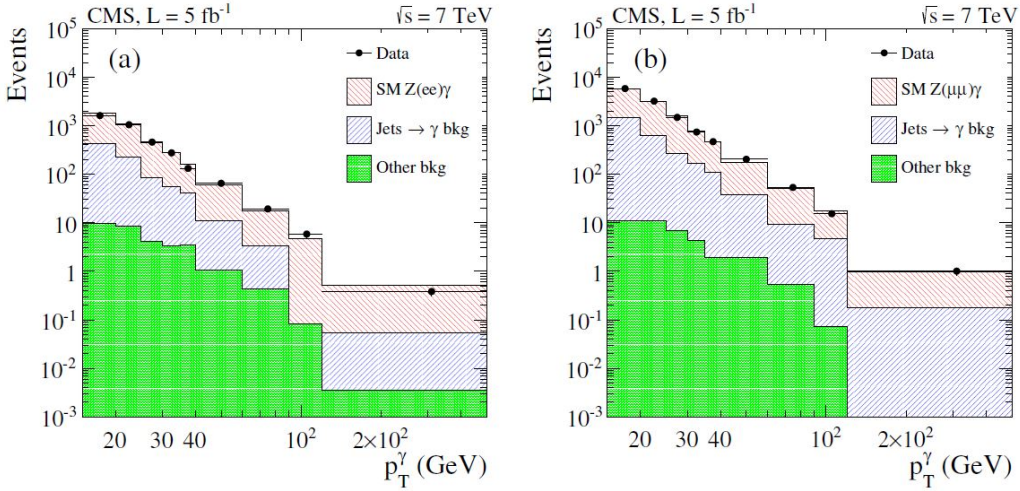 CMS, L = 5 fb⁻¹ √s = 7 TeV
Events
10⁵
10⁴
10³
10²
10
1
10⁻¹
10⁻²
10⁻³
(a)
Data
SM Z(ee)γ
Jets → γ bkg
Other bkg
20 30 40 10² 2×10²
p_T^γ (GeV)
CMS, L = 5 fb⁻¹ √s = 7 TeV
Events
10⁵
10⁴
10³
10²
10
1
10⁻¹
10⁻²
10⁻³
(b)
Data
SM Z(μμ)γ
Jets → γ bkg
Other bkg
20 30 40 10² 2×10²
p_T^γ (GeV)